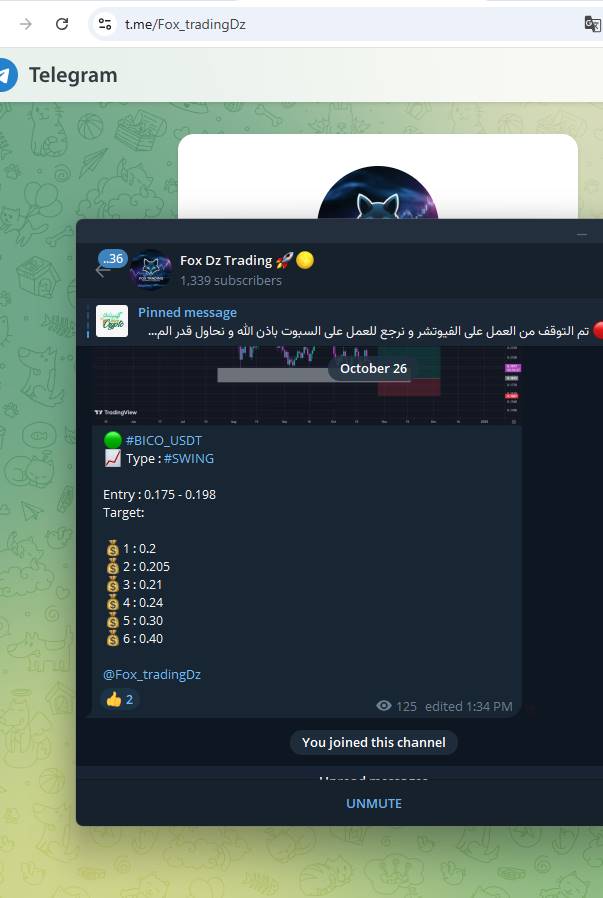 t.me/Fox_tradingDz
Telegram
..36
Fox Dz Trading 🚀🟡
1,339 subscribers
Pinned message
🔴 تم التوقف من العمل على الفيوتشر و نرجع للعمل على السبوت باذن الله و نحاول قدر الم...
October 26
TradingView
🟢 #BICO_USDT
📈 Type : #SWING
Entry : 0.175 - 0.198
Target:
💰 1 : 0.2
💰 2 : 0.205
💰 3 : 0.21
💰 4 : 0.24
💰 5 : 0.30
💰 6 : 0.40
@Fox_tradingDz
👍 2
125 edited 1:34 PM
You joined this channel
Unread messages
UNMUTE